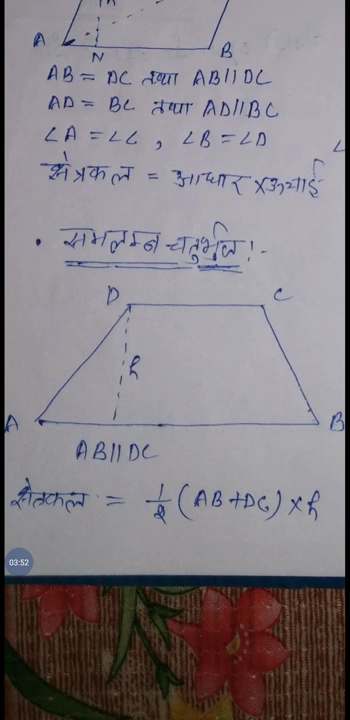 M
A
N
B
AB = DC तथा AB || DC
AD = BC तथा AD || BC
∠A = ∠C , ∠B = ∠D
∠
क्षेत्रफल = आधार × ऊचाई
• समलम्ब चतुर्भुज !-
D
C
h
A
B
AB || DC
क्षेत्रफल = 1/2 (AB + DC) × h
03:52